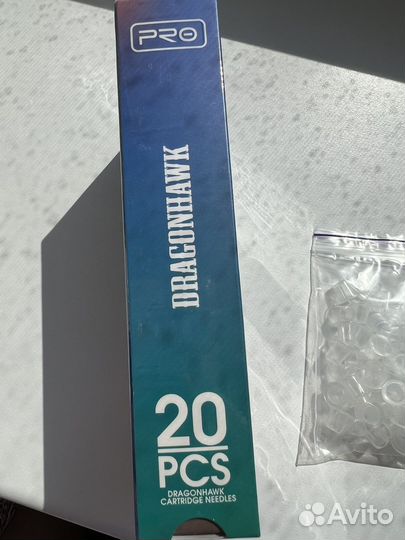 PRO
DRAGONHAWK
20
PCS
DRAGONHAWK
CARTRIDGE NEEDLES
Avito